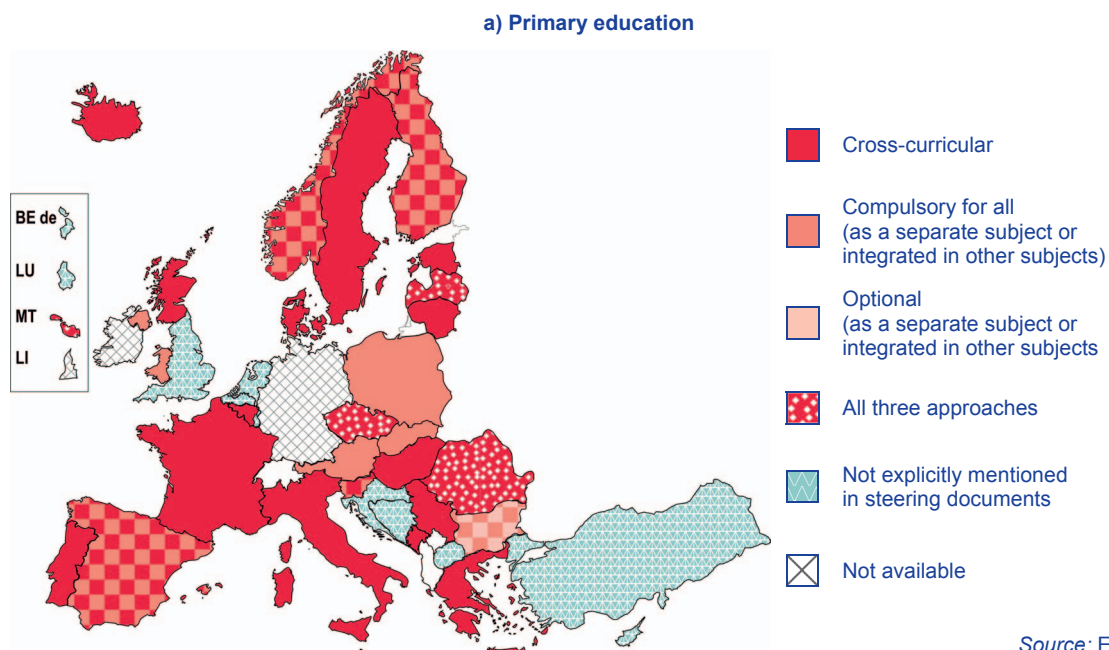 a) Primary education
BE de
LU
MT
LI
Cross-curricular
Compulsory for all
(as a separate subject or
integrated in other subjects)
Optional
(as a separate subject or
integrated in other subjects
All three approaches
Not explicitly mentioned
in steering documents
Not available
Source: E